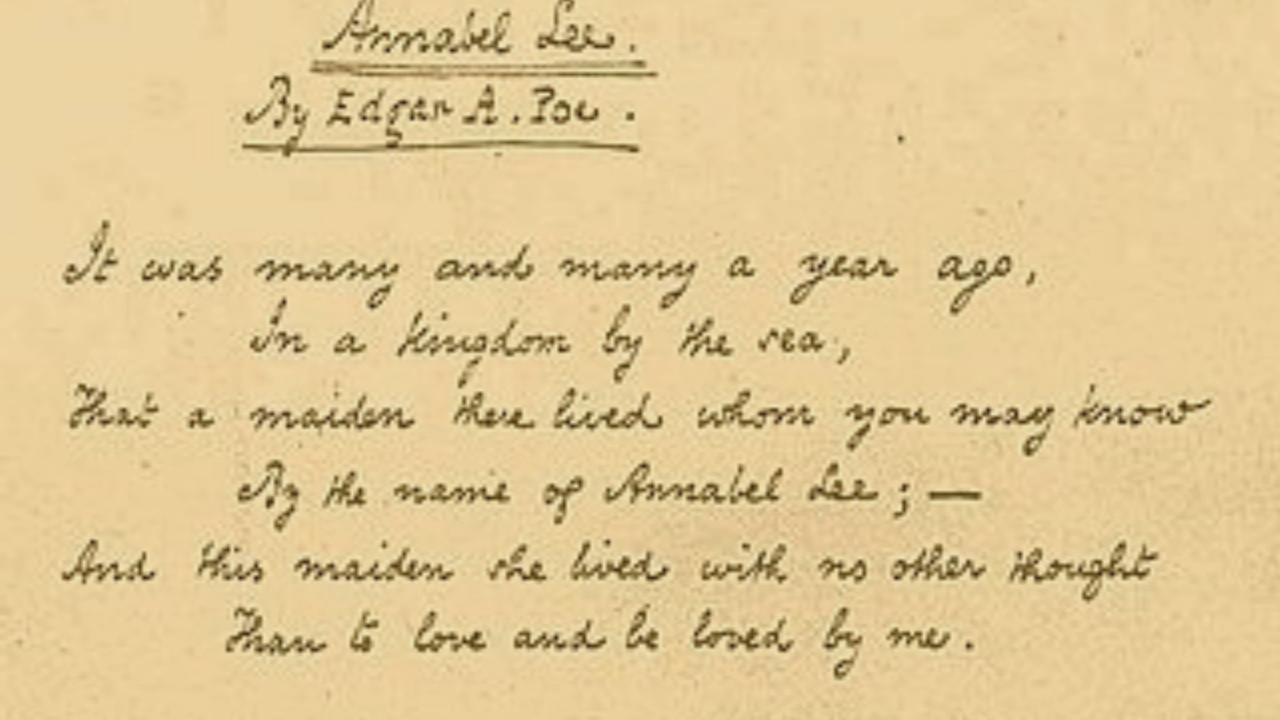 Annabel Lee.
By Edgar A. Poe.
It was many and many a year ago,
In a kingdom by the sea,
That a maiden there lived whom you may know
By the name of Annabel Lee; —
And this maiden she lived with no other thought
Than to love and be loved by me.